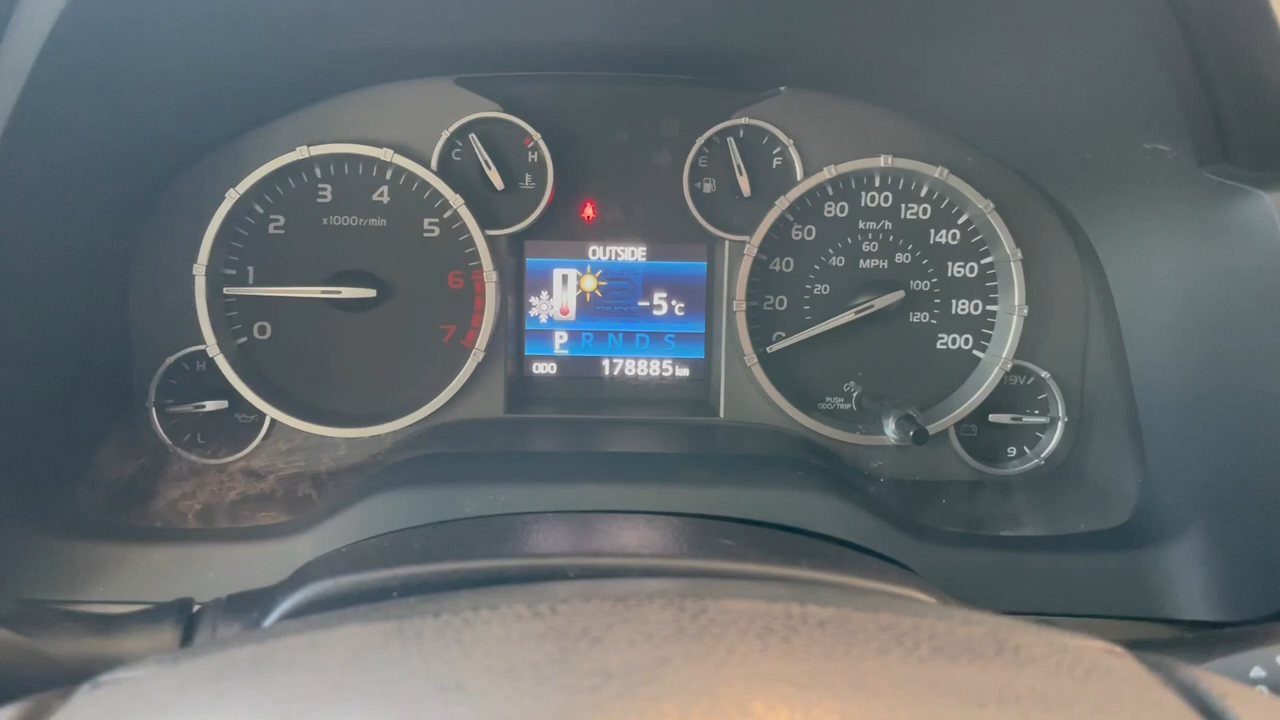 C H
0 1 2 3 4 5 6 7
x1000r/min
H
L
OUTSIDE
-5°C
P R N D S
ODO 178885 km
E F
0 20 40 60 80 100 120 140 160 180 200
km/h
20 40 60 80 100 120
MPH
PUSH
ODO/TRIP
19V
9